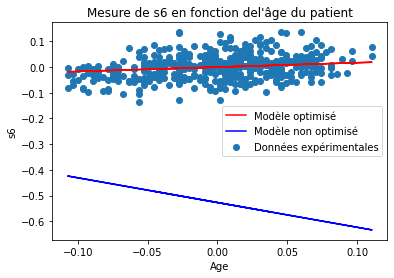 Mesure de s6 en fonction del'âge du patient
0.1
0.0
−0.1
−0.2
−0.3
−0.4
−0.5
−0.6
s6
Modèle optimisé
Modèle non optimisé
Données expérimentales
−0.10
−0.05
0.00
0.05
0.10
Age